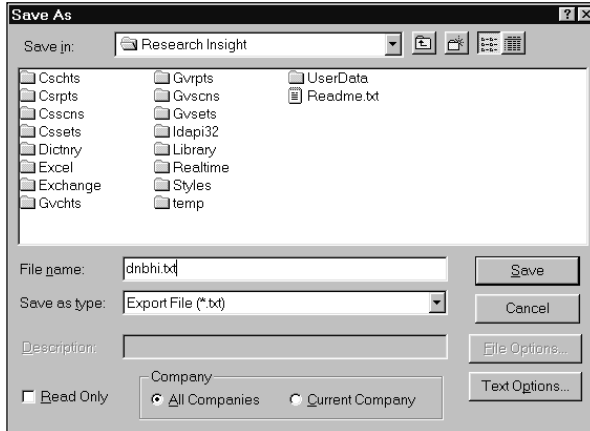 Save As
Save in:
Research Insight
Cschts
Gvrpts
UserData
Csrpts
Gvscns
Readme.txt
Csscns
Gvsets
Cssets
Idapi32
Dictnry
Library
Excel
Realtime
Exchange
Styles
Gvchts
temp
File name:
dnbhi.txt
Save
Save as type:
Export File (*.txt)
Cancel
Description:
File Options...
Company
Read Only
All Companies
Current Company
Text Options...